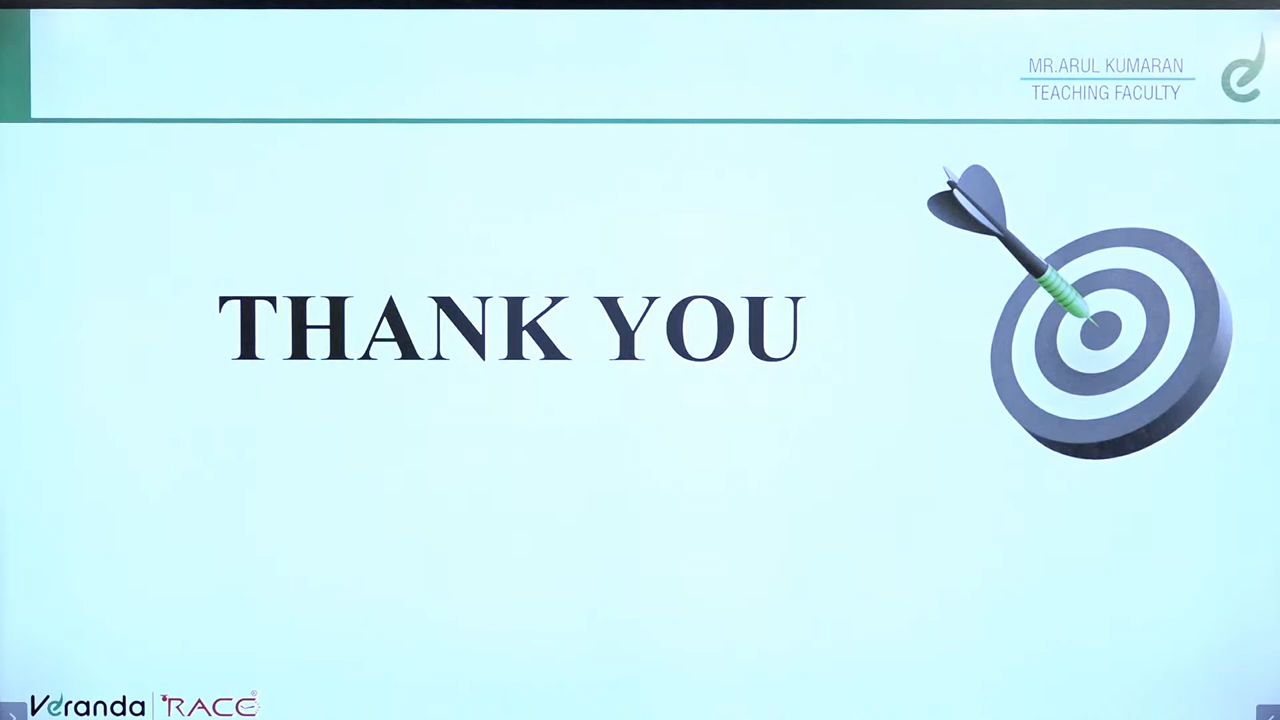 MR.ARUL KUMARAN
TEACHING FACULTY
THANK YOU
Veranda RACE